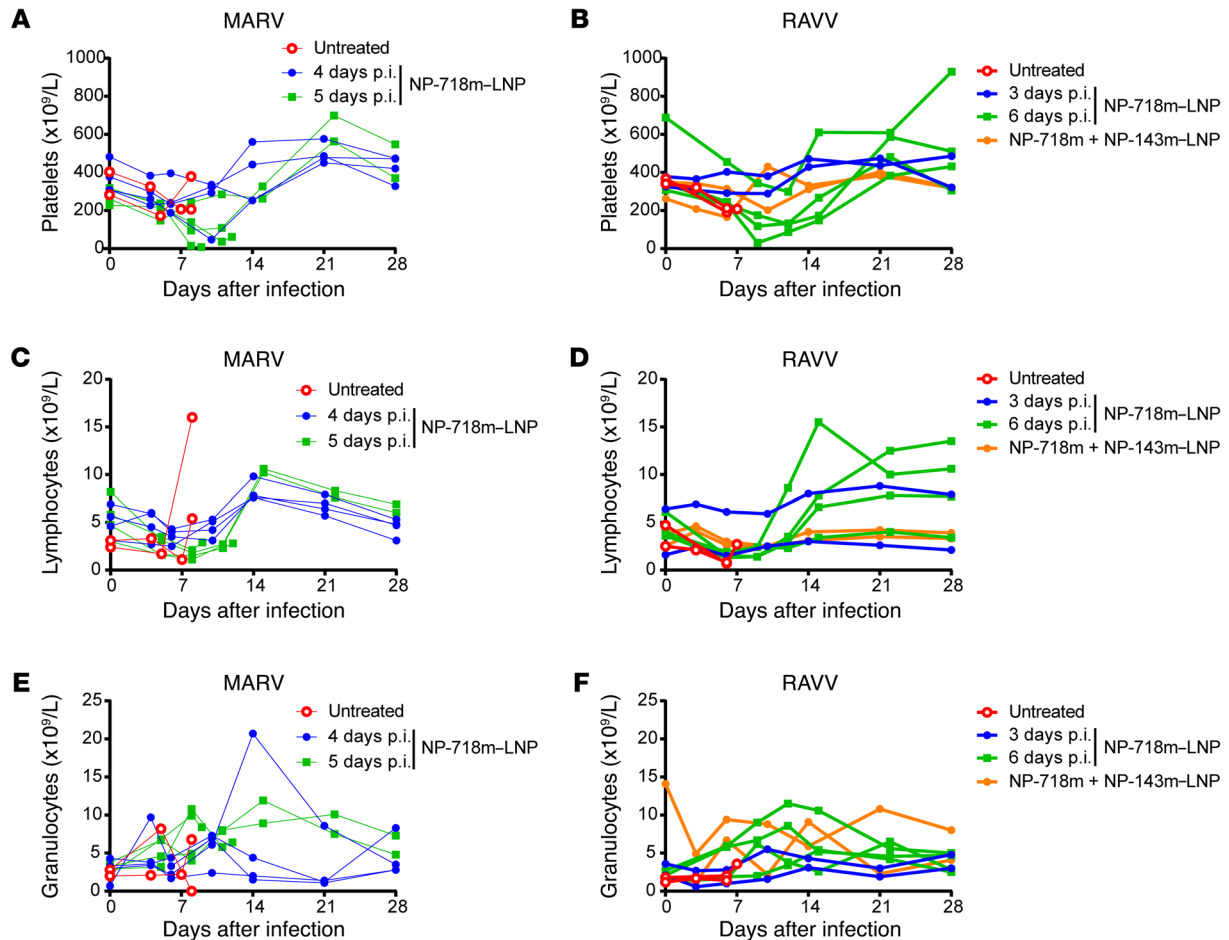 A
MARV
Untreated
4 days p.i.
5 days p.i.
NP-718m–LNP
Platelets (x10⁹/L)
1000
800
600
400
200
0
0 7 14 21 28
Days after infection
B
RAVV
Untreated
3 days p.i.
6 days p.i.
NP-718m–LNP
NP-718m + NP-143m–LNP
Platelets (x10⁹/L)
1000
800
600
400
200
0
0 7 14 21 28
Days after infection
C
MARV
Untreated
4 days p.i.
5 days p.i.
NP-718m–LNP
Lymphocytes (x10⁹/L)
20
15
10
5
0
0 7 14 21 28
Days after infection
D
RAVV
Untreated
3 days p.i.
6 days p.i.
NP-718m–LNP
NP-718m + NP-143m–LNP
Lymphocytes (x10⁹/L)
20
15
10
5
0
0 7 14 21 28
Days after infection
E
MARV
Untreated
4 days p.i.
5 days p.i.
NP-718m–LNP
Granulocytes (x10⁹/L)
25
20
15
10
5
0
0 7 14 21 28
Days after infection
F
RAVV
Untreated
3 days p.i.
6 days p.i.
NP-718m–LNP
NP-718m + NP-143m–LNP
Granulocytes (x10⁹/L)
25
20
15
10
5
0
0 7 14 21 28
Days after infection